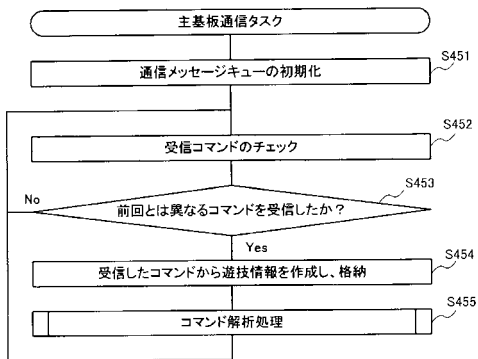 主基板通信タスク
S451
通信メッセージキューの初期化
S452
受信コマンドのチェック
S453
No
前回とは異なるコマンドを受信したか？
Yes
S454
受信したコマンドから遊技情報を作成し、格納
S455
コマンド解析処理